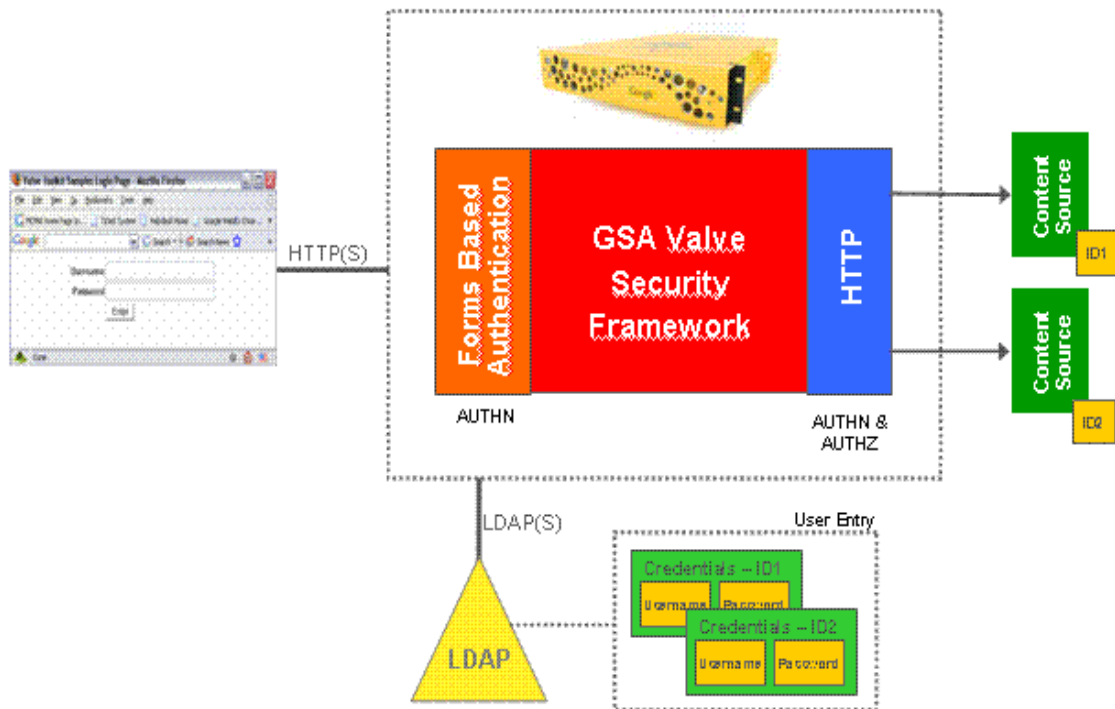 Google
Forms Based
Authentication
GSA Valve
Security
Framework
HTTP
AUTHN
AUTHN &
AUTHZ
HTTP(S)
Username
Password
Content
Source
ID1
Content
Source
ID2
LDAP(S)
LDAP
User Entry
Credentials – ID1
Username
Password
Credentials – ID2
Username
Password